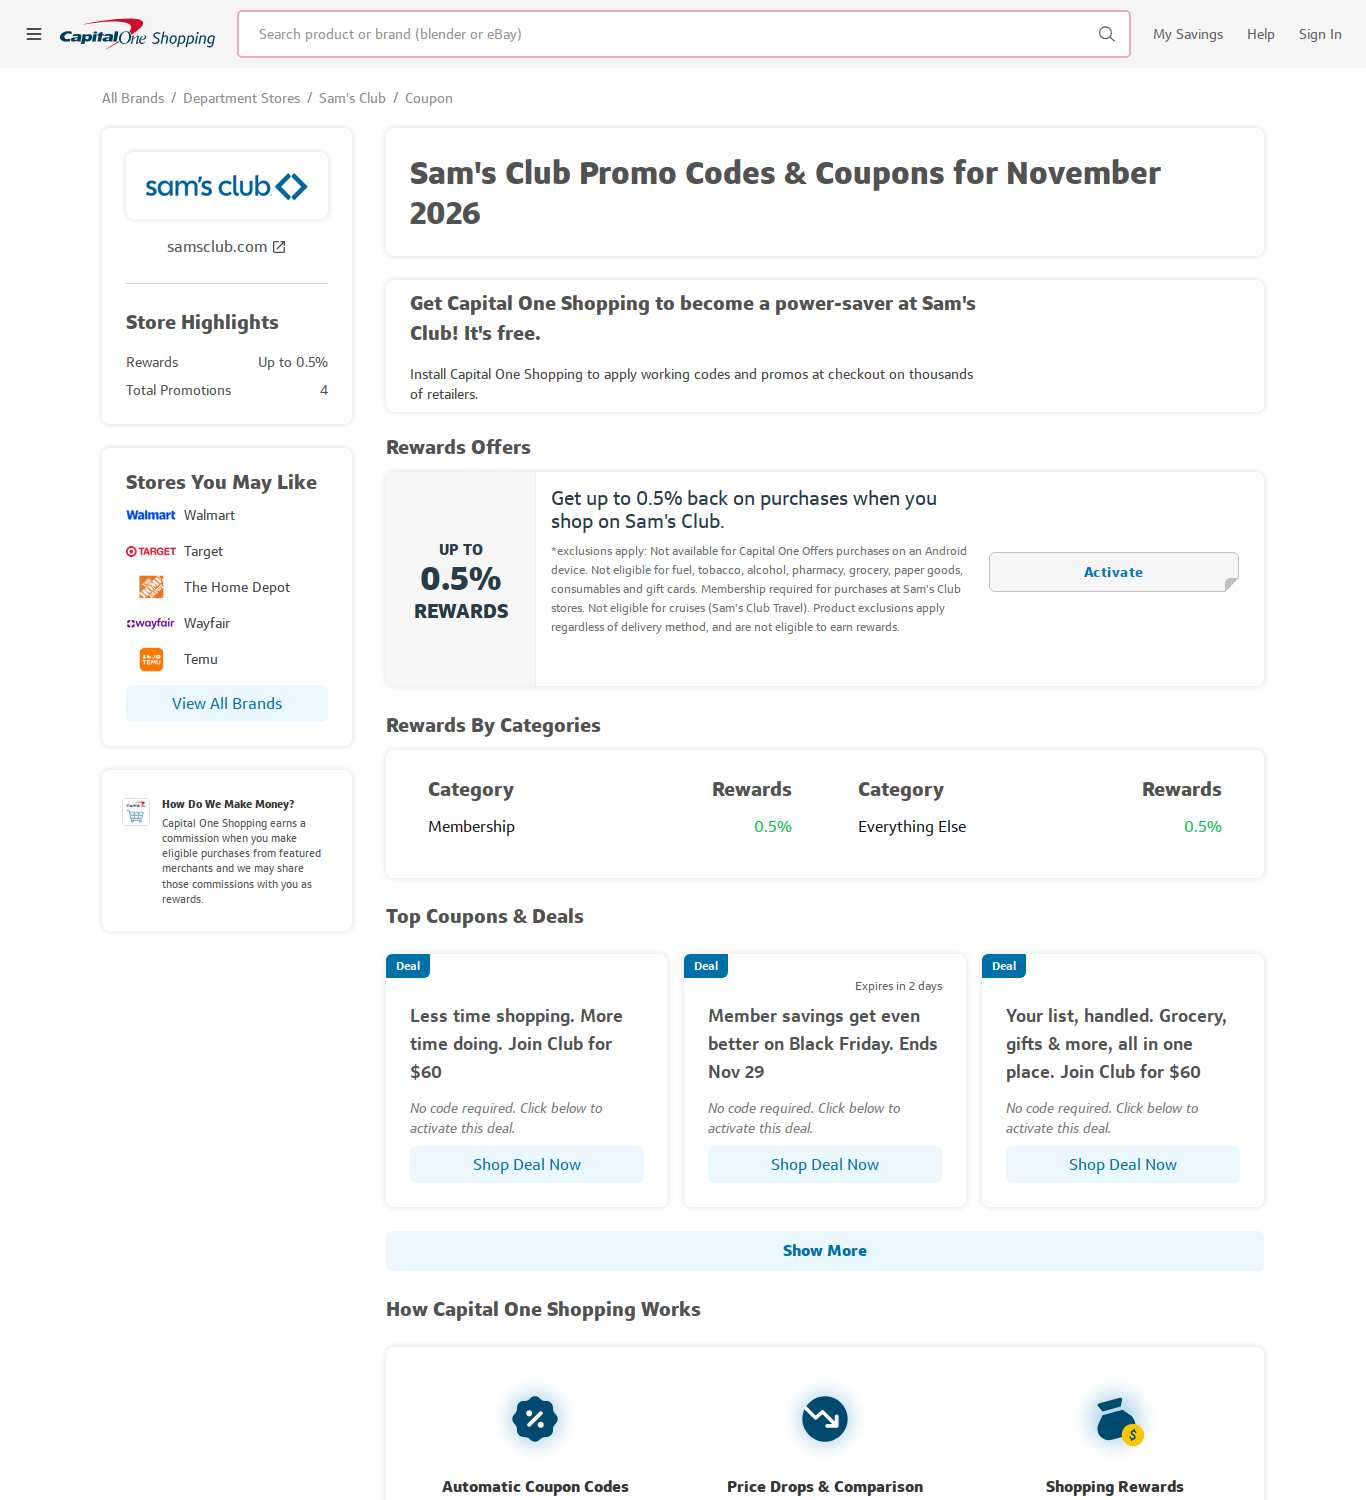 Capital One Shopping
Search product or brand (blender or eBay)
My Savings
Help
Sign In
All Brands / Department Stores / Sam's Club / Coupon
sam's club
samsclub.com
Store Highlights
Rewards Up to 0.5%
Total Promotions 4
Stores You May Like
Walmart Walmart
TARGET Target
The Home Depot
wayfair Wayfair
TEMU Temu
View All Brands
How Do We Make Money?
Capital One Shopping earns a
commission when you make
eligible purchases from featured
merchants and we may share
those commissions with you as
rewards.
Sam's Club Promo Codes & Coupons for November
2026
Get Capital One Shopping to become a power-saver at Sam's
Club! It's free.
Install Capital One Shopping to apply working codes and promos at checkout on thousands
of retailers.
Rewards Offers
UP TO
0.5%
REWARDS
Get up to 0.5% back on purchases when you
shop on Sam's Club.
*exclusions apply: Not available for Capital One Offers purchases on an Android
device. Not eligible for fuel, tobacco, alcohol, pharmacy, grocery, paper goods,
consumables and gift cards. Membership required for purchases at Sam's Club
stores. Not eligible for cruises (Sam's Club Travel). Product exclusions apply
regardless of delivery method, and are not eligible to earn rewards.
Activate
Rewards By Categories
Category Rewards Category Rewards
Membership 0.5% Everything Else 0.5%
Top Coupons & Deals
Deal
Less time shopping. More
time doing. Join Club for
$60
No code required. Click below to
activate this deal.
Shop Deal Now
Deal
Expires in 2 days
Member savings get even
better on Black Friday. Ends
Nov 29
No code required. Click below to
activate this deal.
Shop Deal Now
Deal
Your list, handled. Grocery,
gifts & more, all in one
place. Join Club for $60
No code required. Click below to
activate this deal.
Shop Deal Now
Show More
How Capital One Shopping Works
Automatic Coupon Codes
Price Drops & Comparison
Shopping Rewards